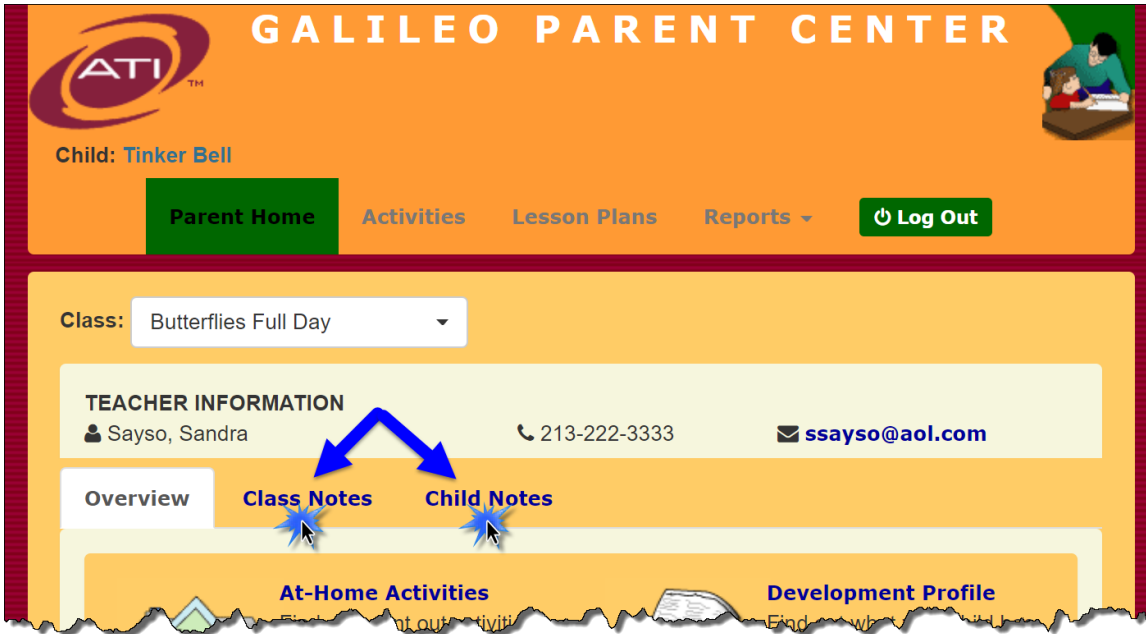 GALILEO PARENT CENTER
ATI TM
Child: Tinker Bell
Parent Home Activities Lesson Plans Reports Log Out
Class: Butterflies Full Day
TEACHER INFORMATION
Sayso, Sandra 213-222-3333 ssayso@aol.com
Overview Class Notes Child Notes
At-Home Activities Development Profile